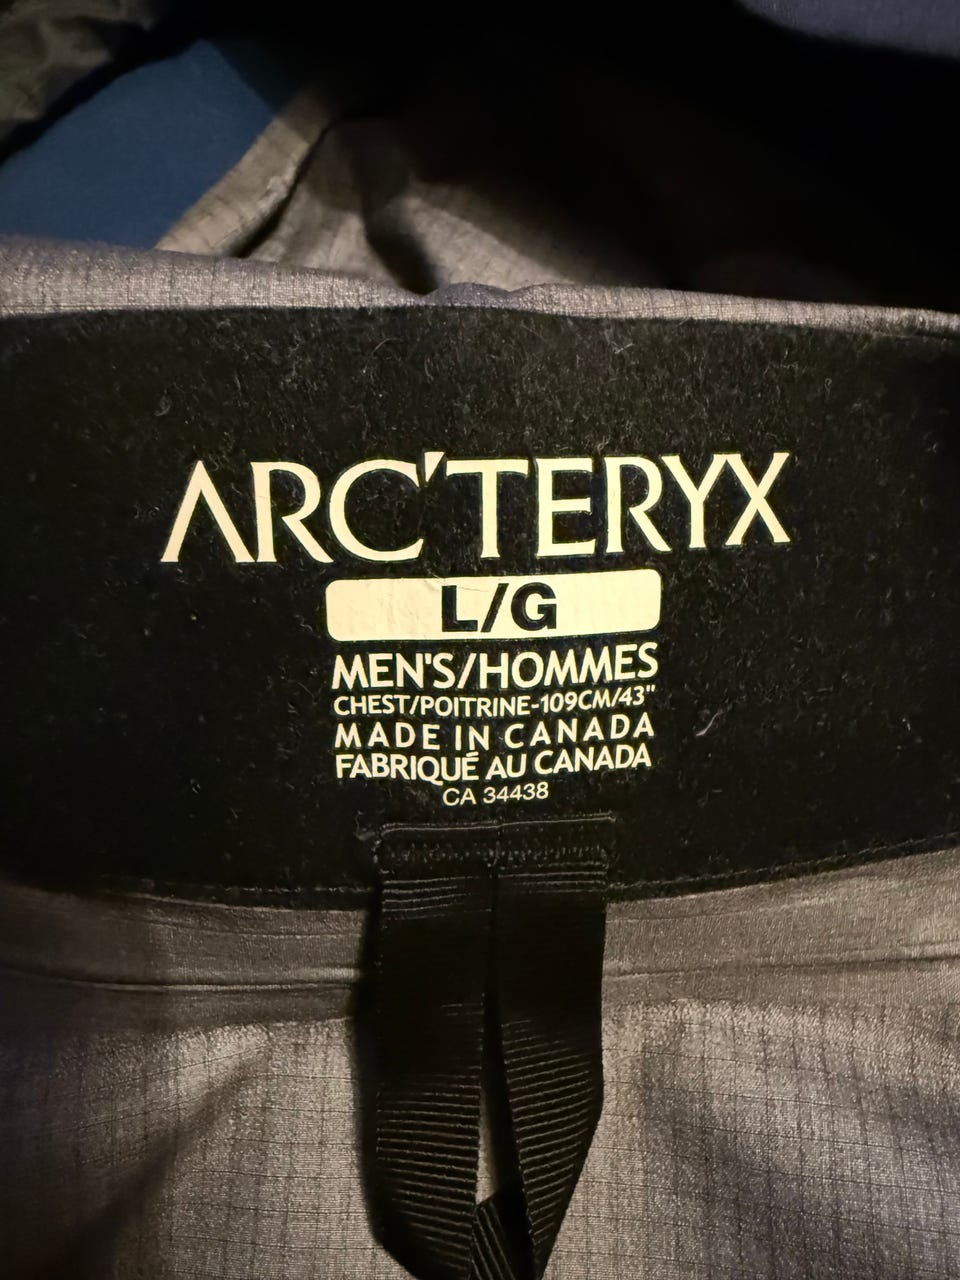 ARC'TERYX
L/G
MEN'S/HOMMES
CHEST/POITRINE-109CM/43"
MADE IN CANADA
FABRIQUÉ AU CANADA
CA 34438